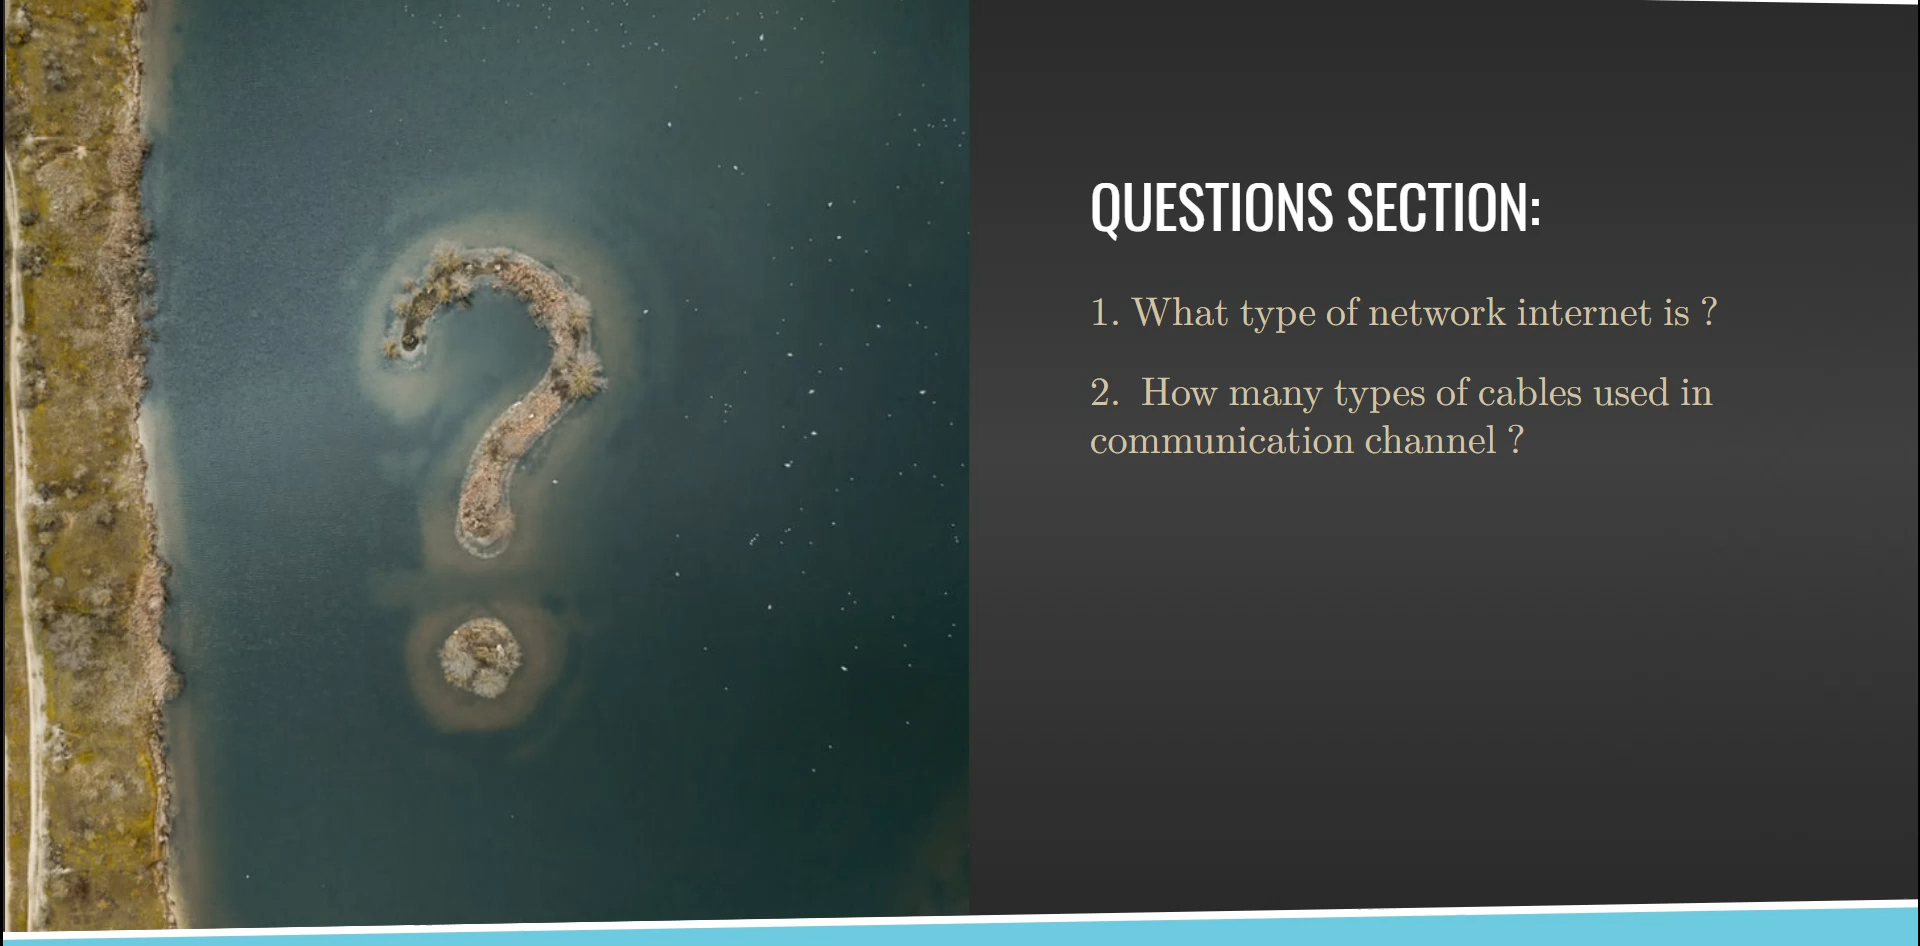 QUESTIONS SECTION:
1. What type of network internet is ?
2. How many types of cables used in
communication channel ?